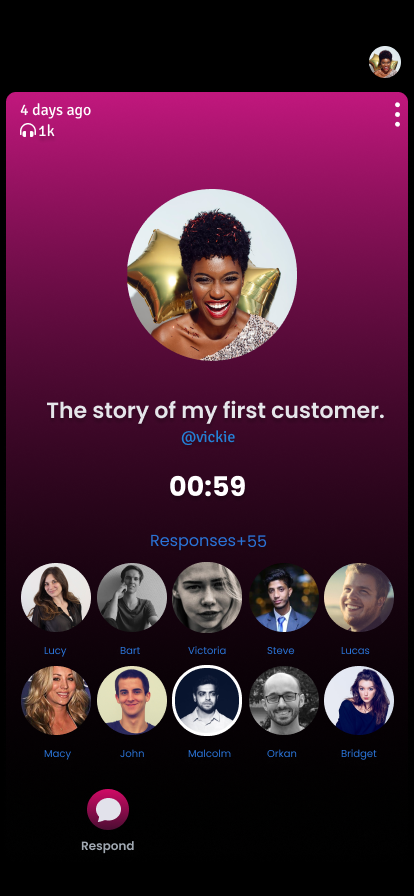 4 days ago
1k
The story of my first customer.
@vickie
00:59
Responses+55
Lucy Bart Victoria Steve Lucas
Macy John Malcolm Orkan Bridget
Respond